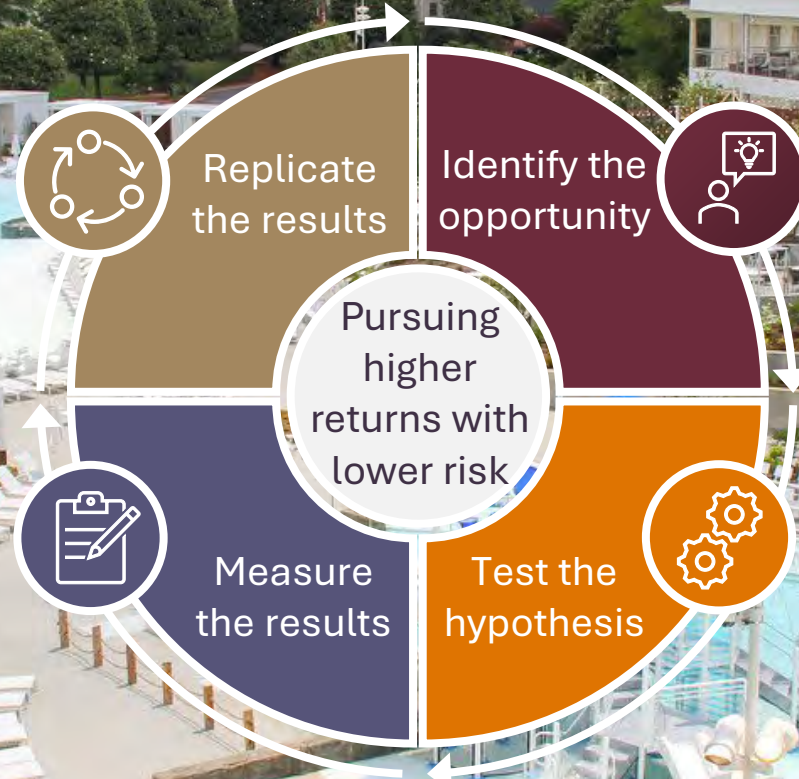 Replicate
the results
Identify the
opportunity
Pursuing
higher
returns with
lower risk
Measure
the results
Test the
hypothesis